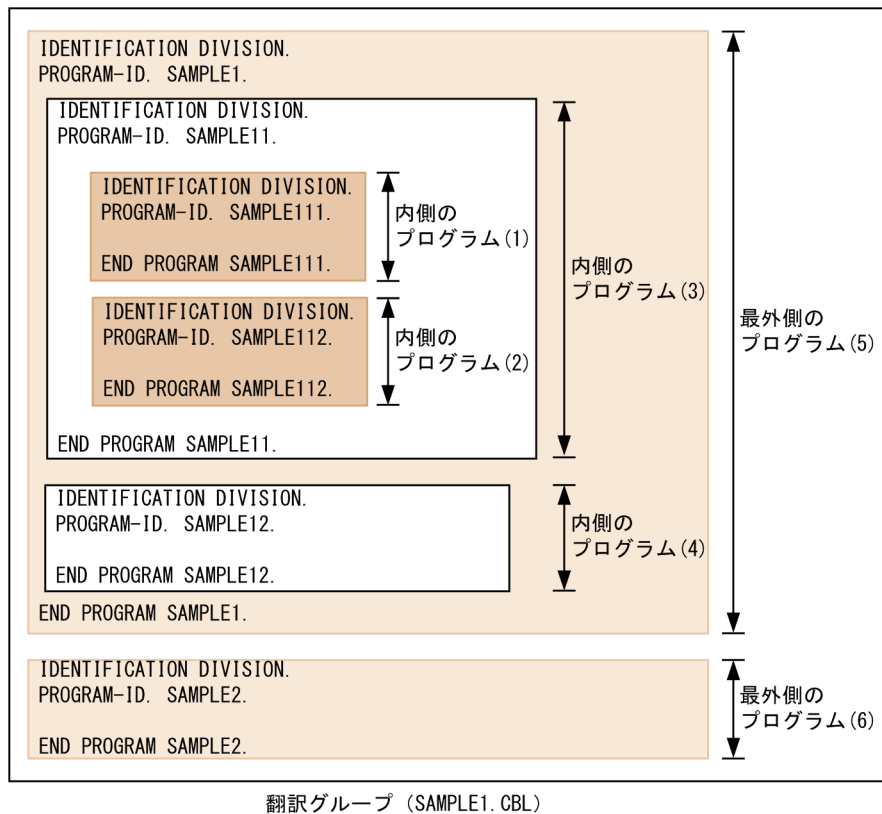 IDENTIFICATION DIVISION.
PROGRAM-ID. SAMPLE1.
IDENTIFICATION DIVISION.
PROGRAM-ID. SAMPLE11.
IDENTIFICATION DIVISION.
PROGRAM-ID. SAMPLE111.
END PROGRAM SAMPLE111.
内側の
プログラム(1)
IDENTIFICATION DIVISION.
PROGRAM-ID. SAMPLE112.
END PROGRAM SAMPLE112.
内側の
プログラム(2)
END PROGRAM SAMPLE11.
内側の
プログラム(3)
IDENTIFICATION DIVISION.
PROGRAM-ID. SAMPLE12.
END PROGRAM SAMPLE12.
内側の
プログラム(4)
END PROGRAM SAMPLE1.
最外側の
プログラム(5)
IDENTIFICATION DIVISION.
PROGRAM-ID. SAMPLE2.
END PROGRAM SAMPLE2.
最外側の
プログラム(6)
翻訳グループ (SAMPLE1.CBL)